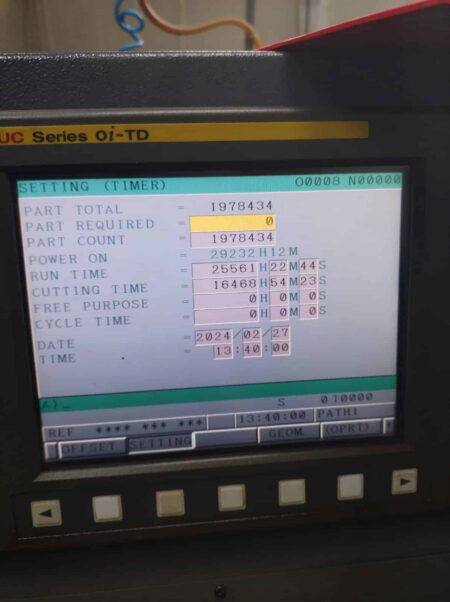 UC Series 0i-TD
SETTING (TIMER) O0008 N00000
PART TOTAL = 1978434
PART REQUIRED = 0
PART COUNT = 1978434
POWER ON = 29232H12M
RUN TIME = 25561H22M44S
CUTTING TIME = 16468H54M23S
FREE PURPOSE = 0H 0M 0S
CYCLE TIME = 0H 0M 0S
DATE = 2024/02/27
TIME = 13:40:00
A)_
S 0T0000
REF **** *** *** 13:40:00 PATH1
OFFSET SETTING GEOM. (OPRT)